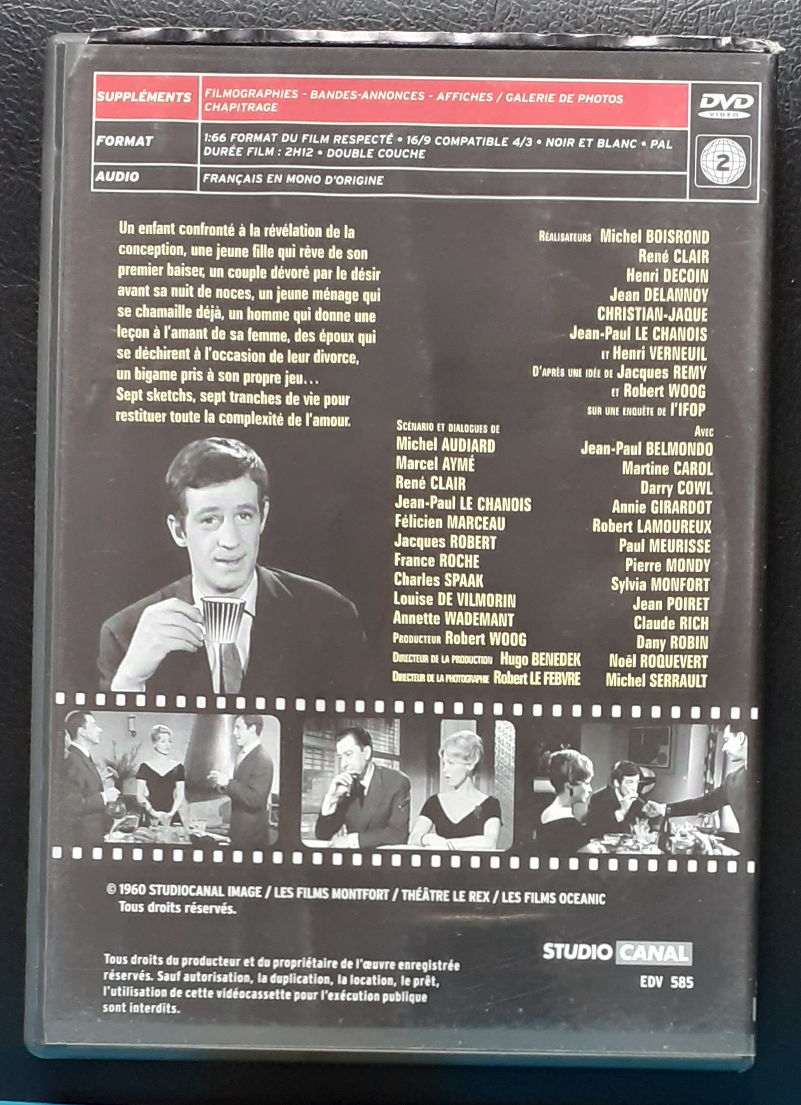 SUPPLÉMENTS
FILMOGRAPHIES - BANDES-ANNONCES - AFFICHES / GALERIE DE PHOTOS
CHAPITRAGE
FORMAT
1:66 FORMAT DU FILM RESPECTÉ • 16/9 COMPATIBLE 4/3 • NOIR ET BLANC • PAL
DURÉE FILM : 2H12 • DOUBLE COUCHE
AUDIO
FRANÇAIS EN MONO D'ORIGINE
DVD
VIDEO
2
Un enfant confronté à la révélation de la
conception, une jeune fille qui rêve de son
premier baiser, un couple dévoré par le désir
avant sa nuit de noces, un jeune ménage qui
se chamaille déjà, un homme qui donne une
leçon à l'amant de sa femme, des époux qui
se déchirent à l'occasion de leur divorce,
un bigame pris à son propre jeu...
Sept sketchs, sept tranches de vie pour
restituer toute la complexité de l'amour.
RÉALISATEURS Michel BOISROND
René CLAIR
Henri DECOIN
Jean DELANNOY
CHRISTIAN-JAQUE
Jean-Paul LE CHANOIS
ET Henri VERNEUIL
D'APRÈS UNE IDÉE DE Jacques REMY
ET Robert WOOG
SUR UNE ENQUÊTE DE l'IFOP
SCÉNARIO ET DIALOGUES DE
Michel AUDIARD
Marcel AYMÉ
René CLAIR
Jean-Paul LE CHANOIS
Félicien MARCEAU
Jacques ROBERT
France ROCHE
Charles SPAAK
Louise DE VILMORIN
Annette WADEMANT
PRODUCTEUR Robert WOOG
DIRECTEUR DE LA PRODUCTION Hugo BENEDEK
DIRECTEUR DE LA PHOTOGRAPHIE Robert LE FEBVRE
AVEC
Jean-Paul BELMONDO
Martine CAROL
Darry COWL
Annie GIRARDOT
Robert LAMOUREUX
Paul MEURISSE
Pierre MONDY
Sylvia MONFORT
Jean POIRET
Claude RICH
Dany ROBIN
Noël ROQUEVERT
Michel SERRAULT
© 1960 STUDIOCANAL IMAGE / LES FILMS MONTFORT / THÉÂTRE LE REX / LES FILMS OCEANIC
Tous droits réservés.
Tous droits du producteur et du propriétaire de l'œuvre enregistrée
réservés. Sauf autorisation, la duplication, la location, le prêt,
l'utilisation de cette vidéocassette pour l'exécution publique
sont interdits.
STUDIO CANAL
EDV 585